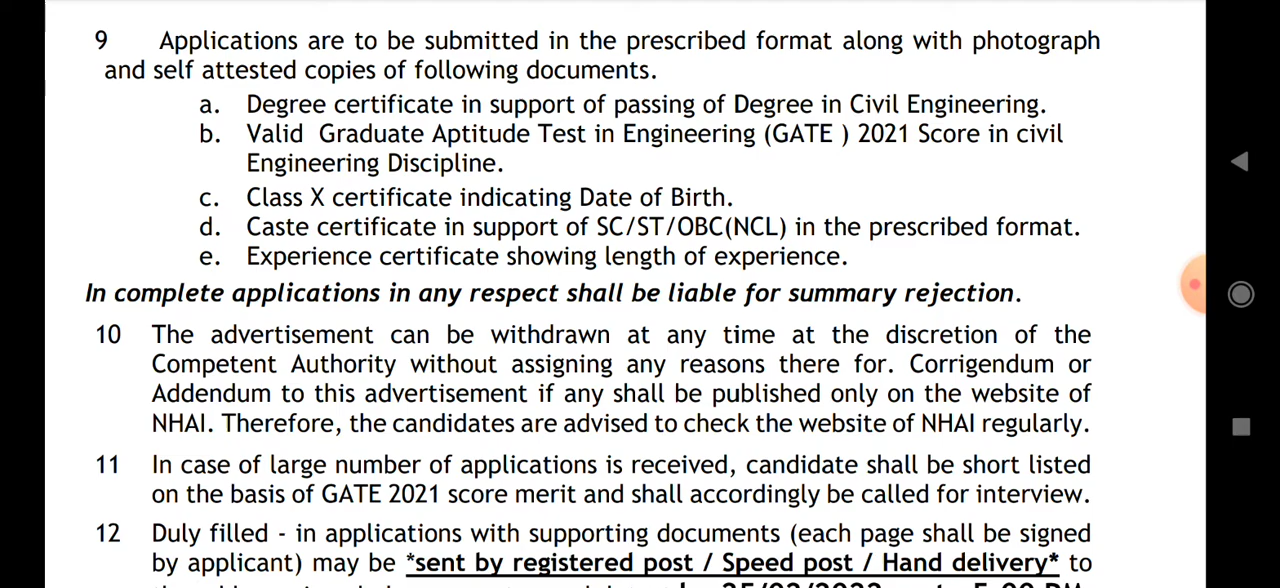 9 Applications are to be submitted in the prescribed format along with photograph
and self attested copies of following documents.
a. Degree certificate in support of passing of Degree in Civil Engineering.
b. Valid Graduate Aptitude Test in Engineering (GATE ) 2021 Score in civil
Engineering Discipline.
c. Class X certificate indicating Date of Birth.
d. Caste certificate in support of SC/ST/OBC(NCL) in the prescribed format.
e. Experience certificate showing length of experience.
In complete applications in any respect shall be liable for summary rejection.
10 The advertisement can be withdrawn at any time at the discretion of the
Competent Authority without assigning any reasons there for. Corrigendum or
Addendum to this advertisement if any shall be published only on the website of
NHAI. Therefore, the candidates are advised to check the website of NHAI regularly.
11 In case of large number of applications is received, candidate shall be short listed
on the basis of GATE 2021 score merit and shall accordingly be called for interview.
12 Duly filled - in applications with supporting documents (each page shall be signed
by applicant) may be *sent by registered post / Speed post / Hand delivery* to